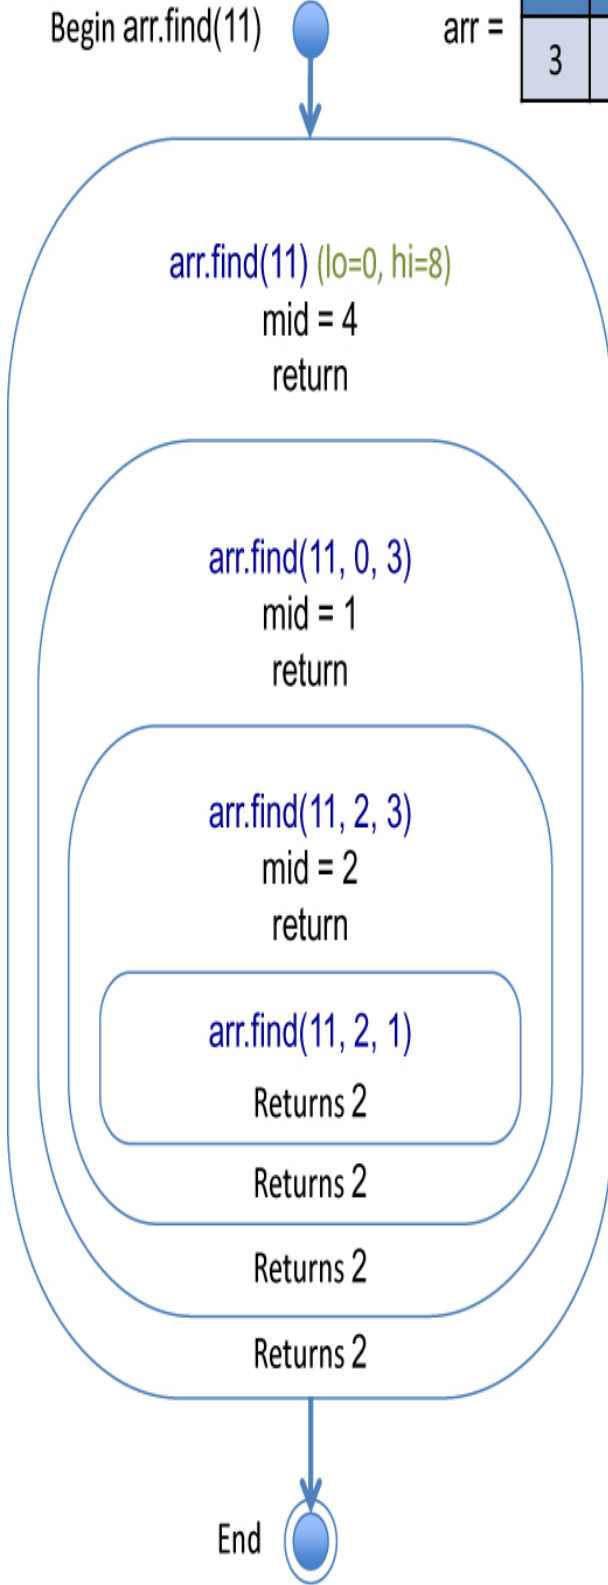 Begin arr.find(11)
arr =
3
arr.find(11) (lo=0, hi=8)
mid = 4
return
arr.find(11, 0, 3)
mid = 1
return
arr.find(11, 2, 3)
mid = 2
return
arr.find(11, 2, 1)
Returns 2
Returns 2
Returns 2
Returns 2
End